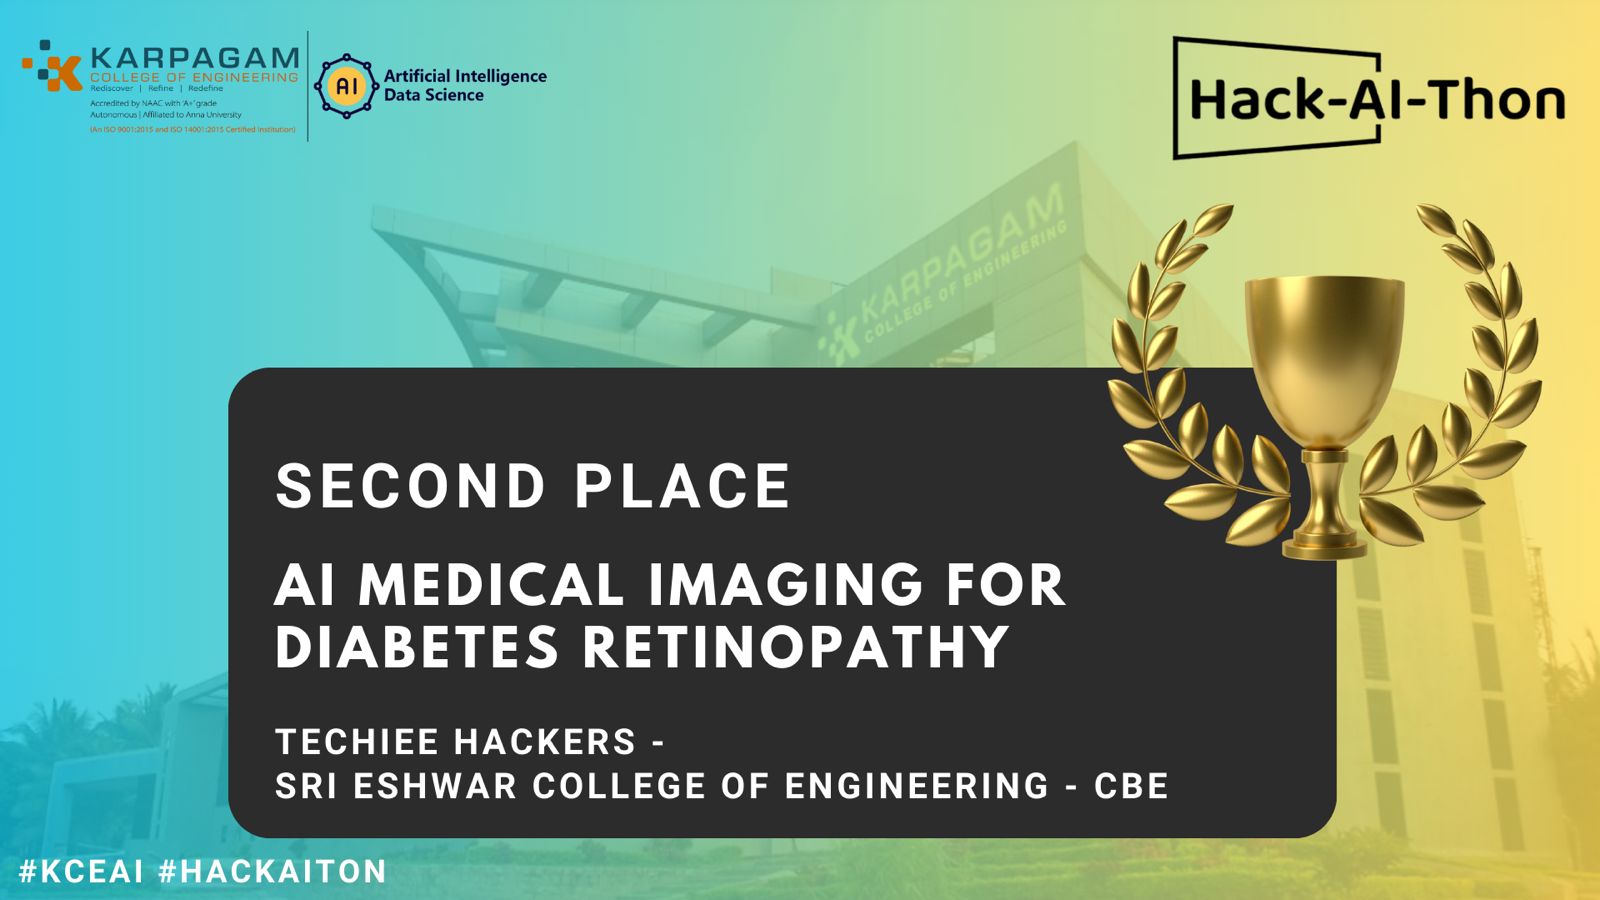 KARPAGAM
COLLEGE OF ENGINEERING
Rediscover | Refine | Redefine
Accredited by NAAC with 'A+' grade
Autonomous | Affiliated to Anna University
(An ISO 9001:2015 and ISO 14001:2015 Certified Institution)
AI
Artificial Intelligence
Data Science
Hack-AI-Thon
KARPAGAM
COLLEGE OF ENGINEERING
SECOND PLACE
AI MEDICAL IMAGING FOR
DIABETES RETINOPATHY
TECHIEE HACKERS -
SRI ESHWAR COLLEGE OF ENGINEERING - CBE
#KCEAI #HACKAITON